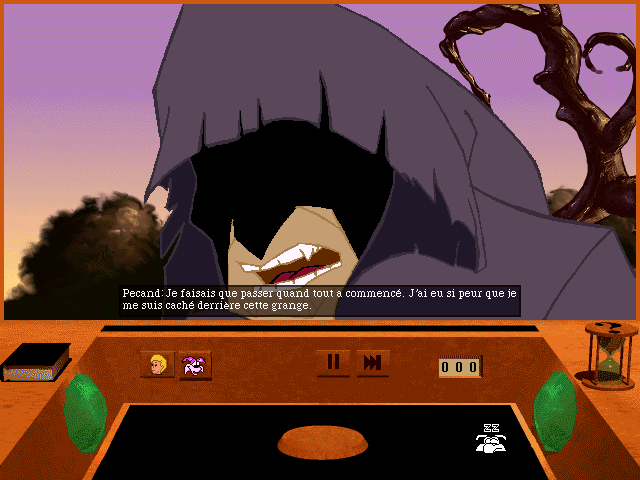 Pecand: Je faisais que passer quand tout a commencé. J'ai eu si peur que je
me suis caché derrière cette grange.
000
ZZ